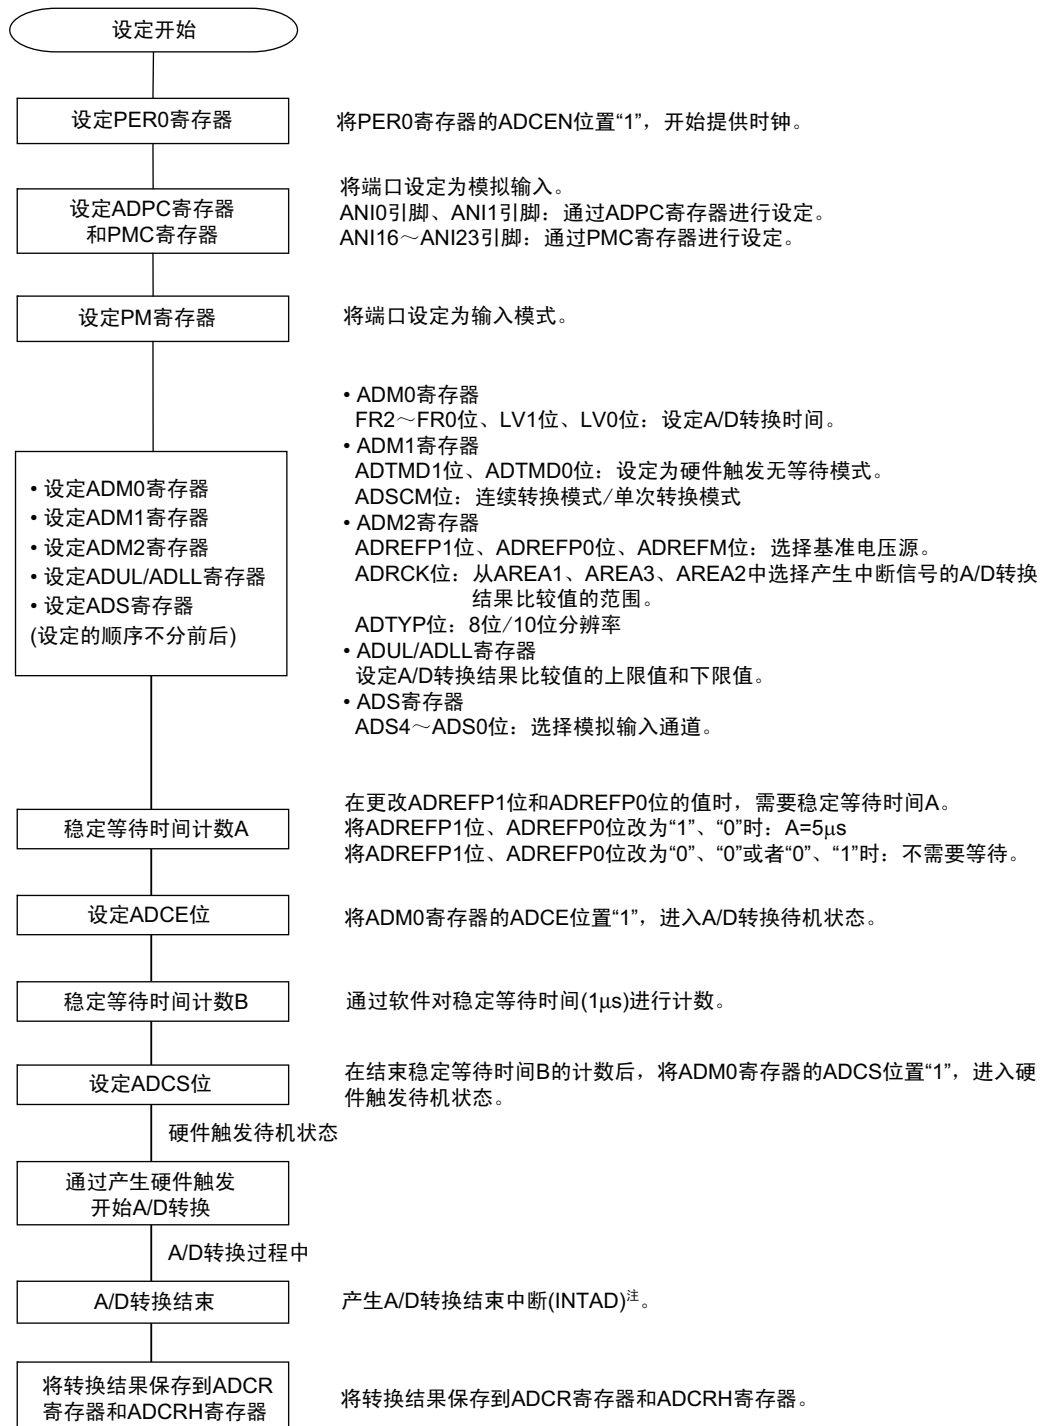 设定开始
设定PER0寄存器
将PER0寄存器的ADCEN位置“1”，开始提供时钟。
设定ADPC寄存器
和PMC寄存器
将端口设定为模拟输入。
ANI0引脚、ANI1引脚：通过ADPC寄存器进行设定。
ANI16～ANI23引脚：通过PMC寄存器进行设定。
设定PM寄存器
将端口设定为输入模式。
• 设定ADM0寄存器
• 设定ADM1寄存器
• 设定ADM2寄存器
• 设定ADUL/ADLL寄存器
• 设定ADS寄存器
(设定的顺序不分前后)
• ADM0寄存器
FR2～FR0位、LV1位、LV0位：设定A/D转换时间。
• ADM1寄存器
ADTMD1位、ADTMD0位：设定为硬件触发无等待模式。
ADSCM位：连续转换模式/单次转换模式
• ADM2寄存器
ADREFP1位、ADREFP0位、ADREFM位：选择基准电压源。
ADRCK位：从AREA1、AREA3、AREA2中选择产生中断信号的A/D转换
结果比较值的范围。
ADTYP位：8位/10位分辨率
• ADUL/ADLL寄存器
设定A/D转换结果比较值的上限值和下限值。
• ADS寄存器
ADS4～ADS0位：选择模拟输入通道。
稳定等待时间计数A
在更改ADREFP1位和ADREFP0位的值时，需要稳定等待时间A。
将ADREFP1位、ADREFP0位改为“1”、“0”时：A=5μs
将ADREFP1位、ADREFP0位改为“0”、“0”或者“0”、“1”时：不需要等待。
设定ADCE位
将ADM0寄存器的ADCE位置“1”，进入A/D转换待机状态。
稳定等待时间计数B
通过软件对稳定等待时间(1μs)进行计数。
设定ADCS位
在结束稳定等待时间B的计数后，将ADM0寄存器的ADCS位置“1”，进入硬
件触发待机状态。
硬件触发待机状态
通过产生硬件触发
开始A/D转换
A/D转换过程中
A/D转换结束
产生A/D转换结束中断(INTAD)注。
将转换结果保存到ADCR
寄存器和ADCRH寄存器
将转换结果保存到ADCR寄存器和ADCRH寄存器。